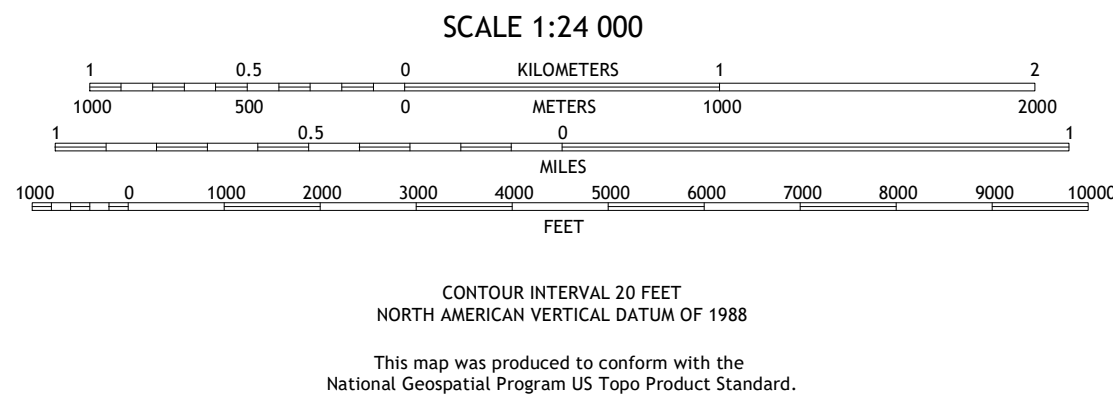 SCALE 1:24 000
1 0.5 0 KILOMETERS 1 2
1000 500 0 METERS 1000 2000
1 0.5 0 1
MILES
1000 0 1000 2000 3000 4000 5000 6000 7000 8000 9000 10000
FEET
CONTOUR INTERVAL 20 FEET
NORTH AMERICAN VERTICAL DATUM OF 1988
This map was produced to conform with the
National Geospatial Program US Topo Product Standard.